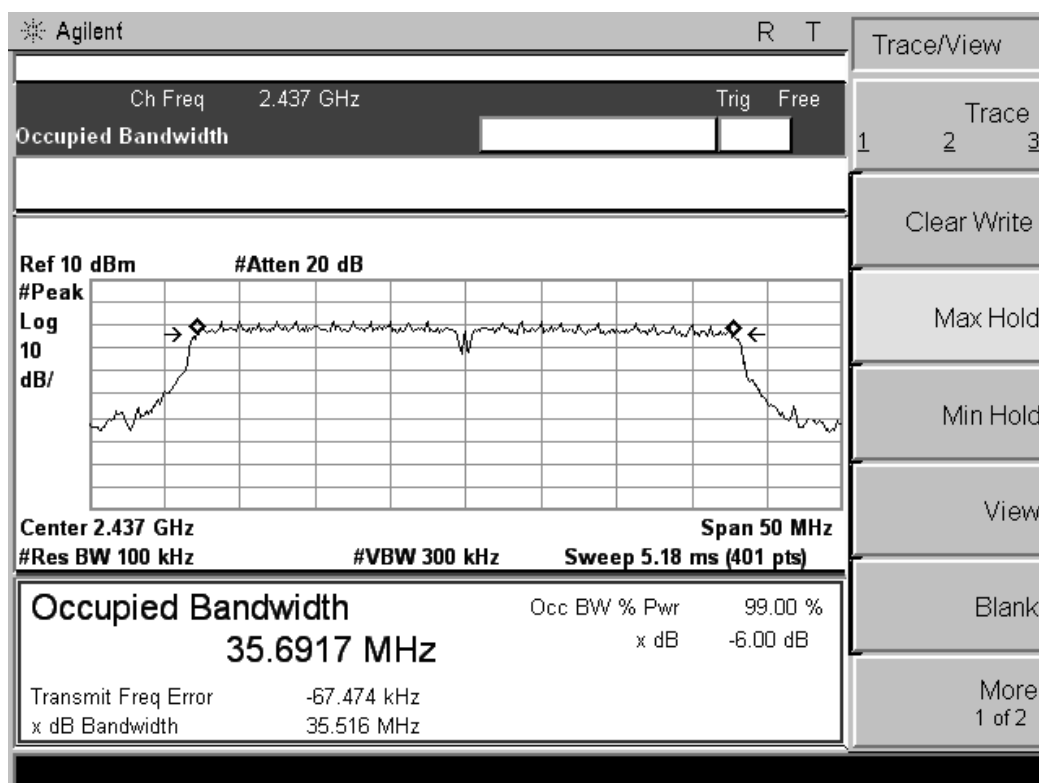 Agilent R T
Trace/View
Ch Freq 2.437 GHz Trig Free
Occupied Bandwidth
Trace
1 2 3
Clear Write
Ref 10 dBm #Atten 20 dB
#Peak
Log
10
dB/
Max Hold
Min Hold
View
Center 2.437 GHz Span 50 MHz
#Res BW 100 kHz #VBW 300 kHz Sweep 5.18 ms (401 pts)
Occupied Bandwidth
35.6917 MHz
Occ BW % Pwr 99.00 %
x dB -6.00 dB
Transmit Freq Error -67.474 kHz
x dB Bandwidth 35.516 MHz
Blank
More
1 of 2